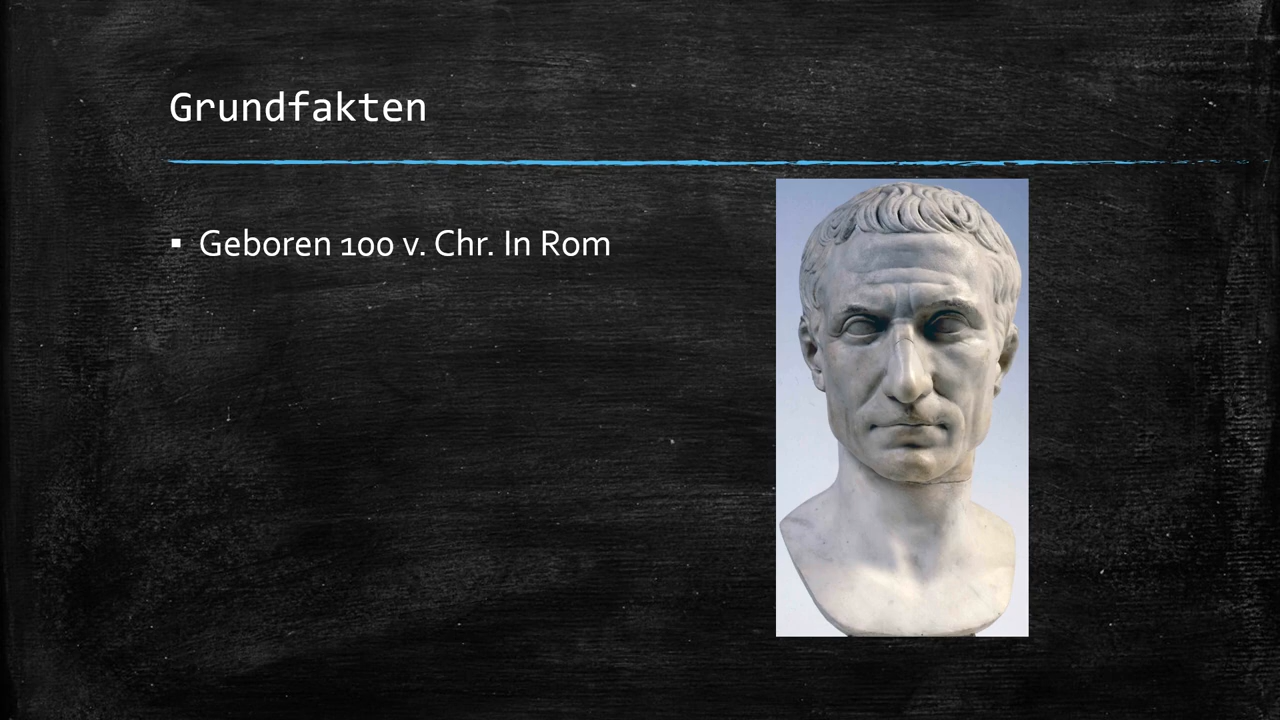 Grundfakten
▪ Geboren 100 v. Chr. In Rom